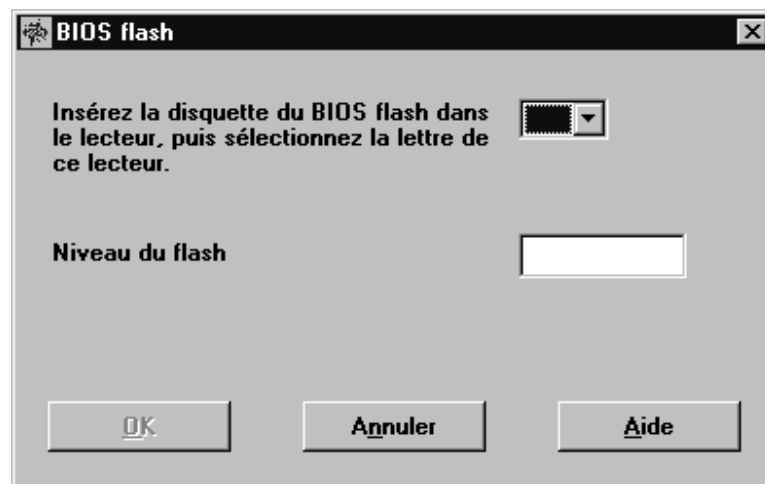 BIOS flash
Insérez la disquette du BIOS flash dans
le lecteur, puis sélectionnez la lettre de
ce lecteur.
Niveau du flash
OK
Annuler
Aide